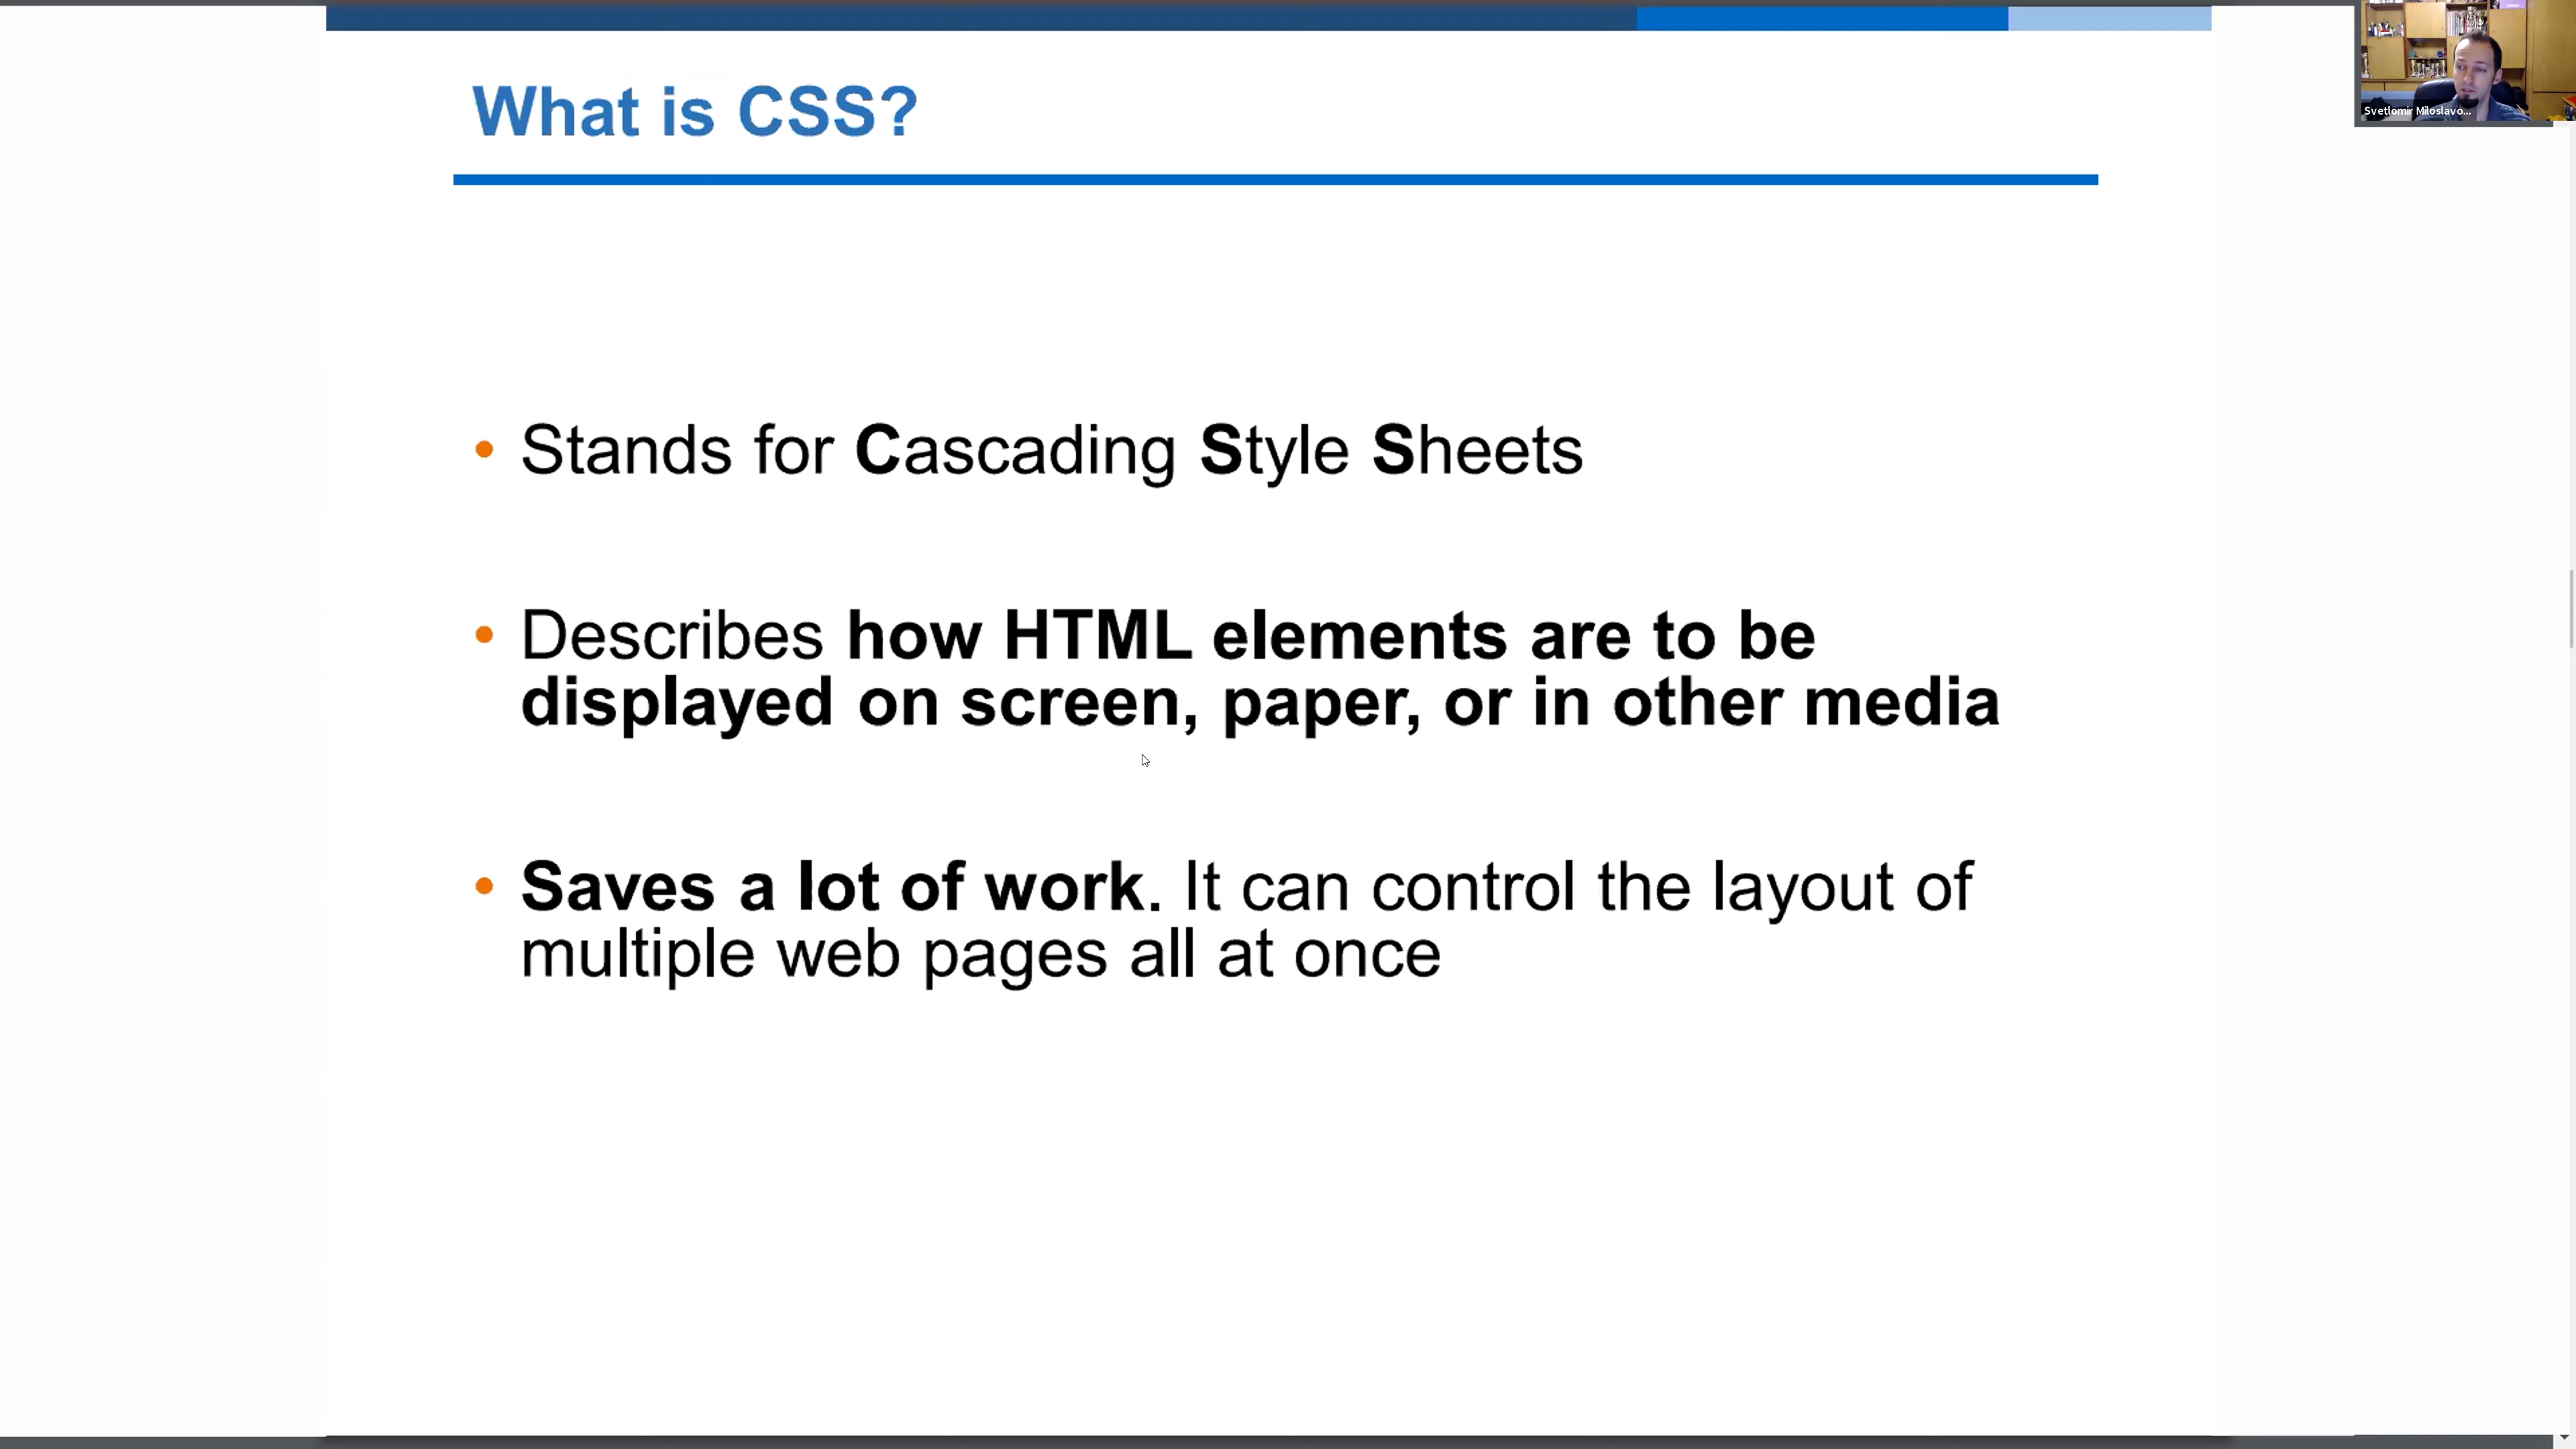 What is CSS?
Svetlomir Miloslavo...
• Stands for Cascading Style Sheets
• Describes how HTML elements are to be
displayed on screen, paper, or in other media
• Saves a lot of work. It can control the layout of
multiple web pages all at once